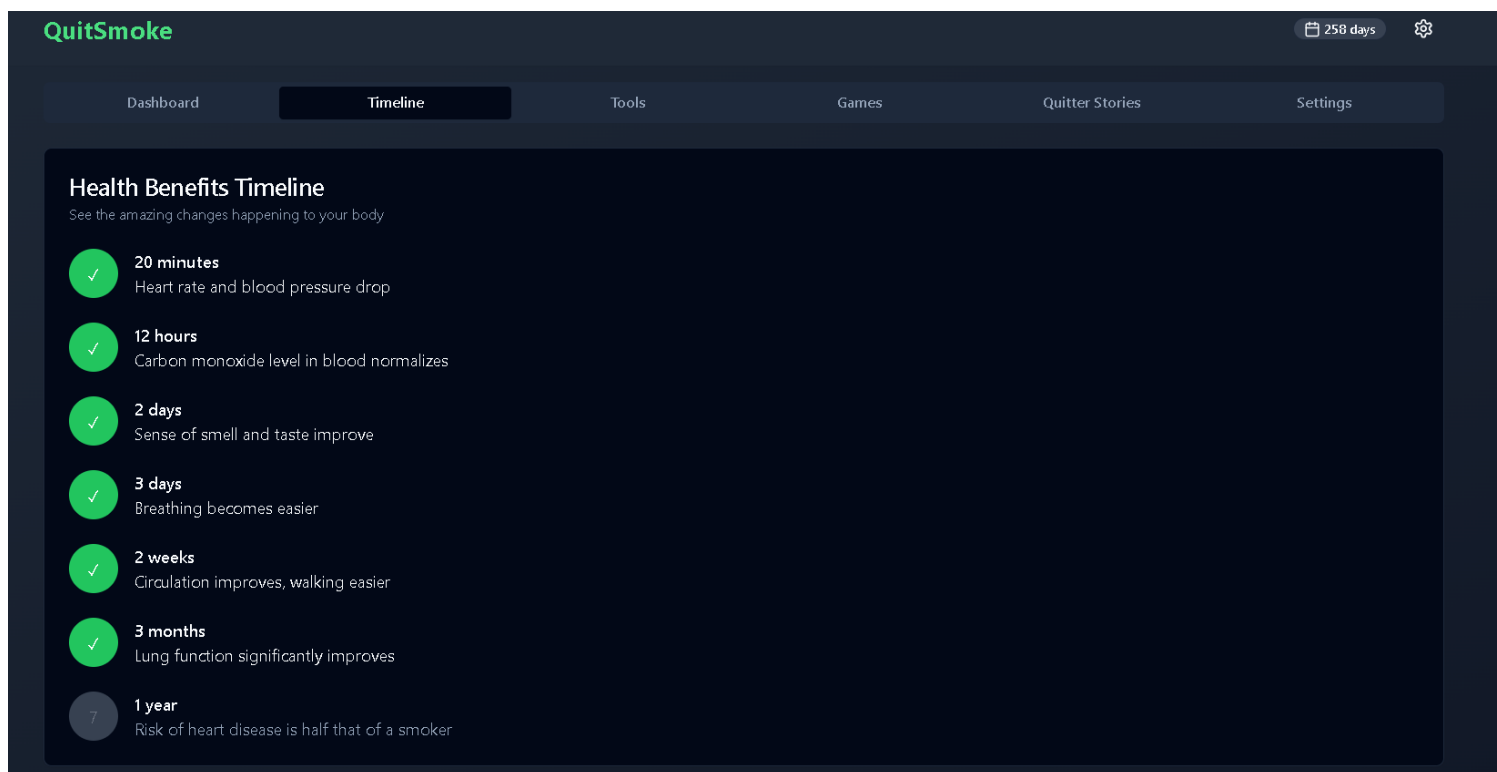 QuitSmoke
258 days
Dashboard
Timeline
Tools
Games
Quitter Stories
Settings
Health Benefits Timeline
See the amazing changes happening to your body
✓
20 minutes
Heart rate and blood pressure drop
✓
12 hours
Carbon monoxide level in blood normalizes
✓
2 days
Sense of smell and taste improve
✓
3 days
Breathing becomes easier
✓
2 weeks
Circulation improves, walking easier
✓
3 months
Lung function significantly improves
7
1 year
Risk of heart disease is half that of a smoker